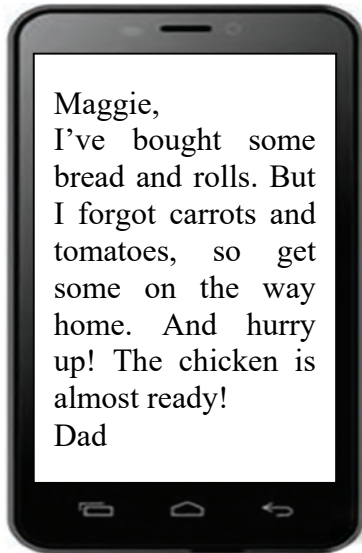 Maggie,
I’ve bought some
bread and rolls. But
I forgot carrots and
tomatoes, so get
some on the way
home. And hurry
up! The chicken is
almost ready!
Dad